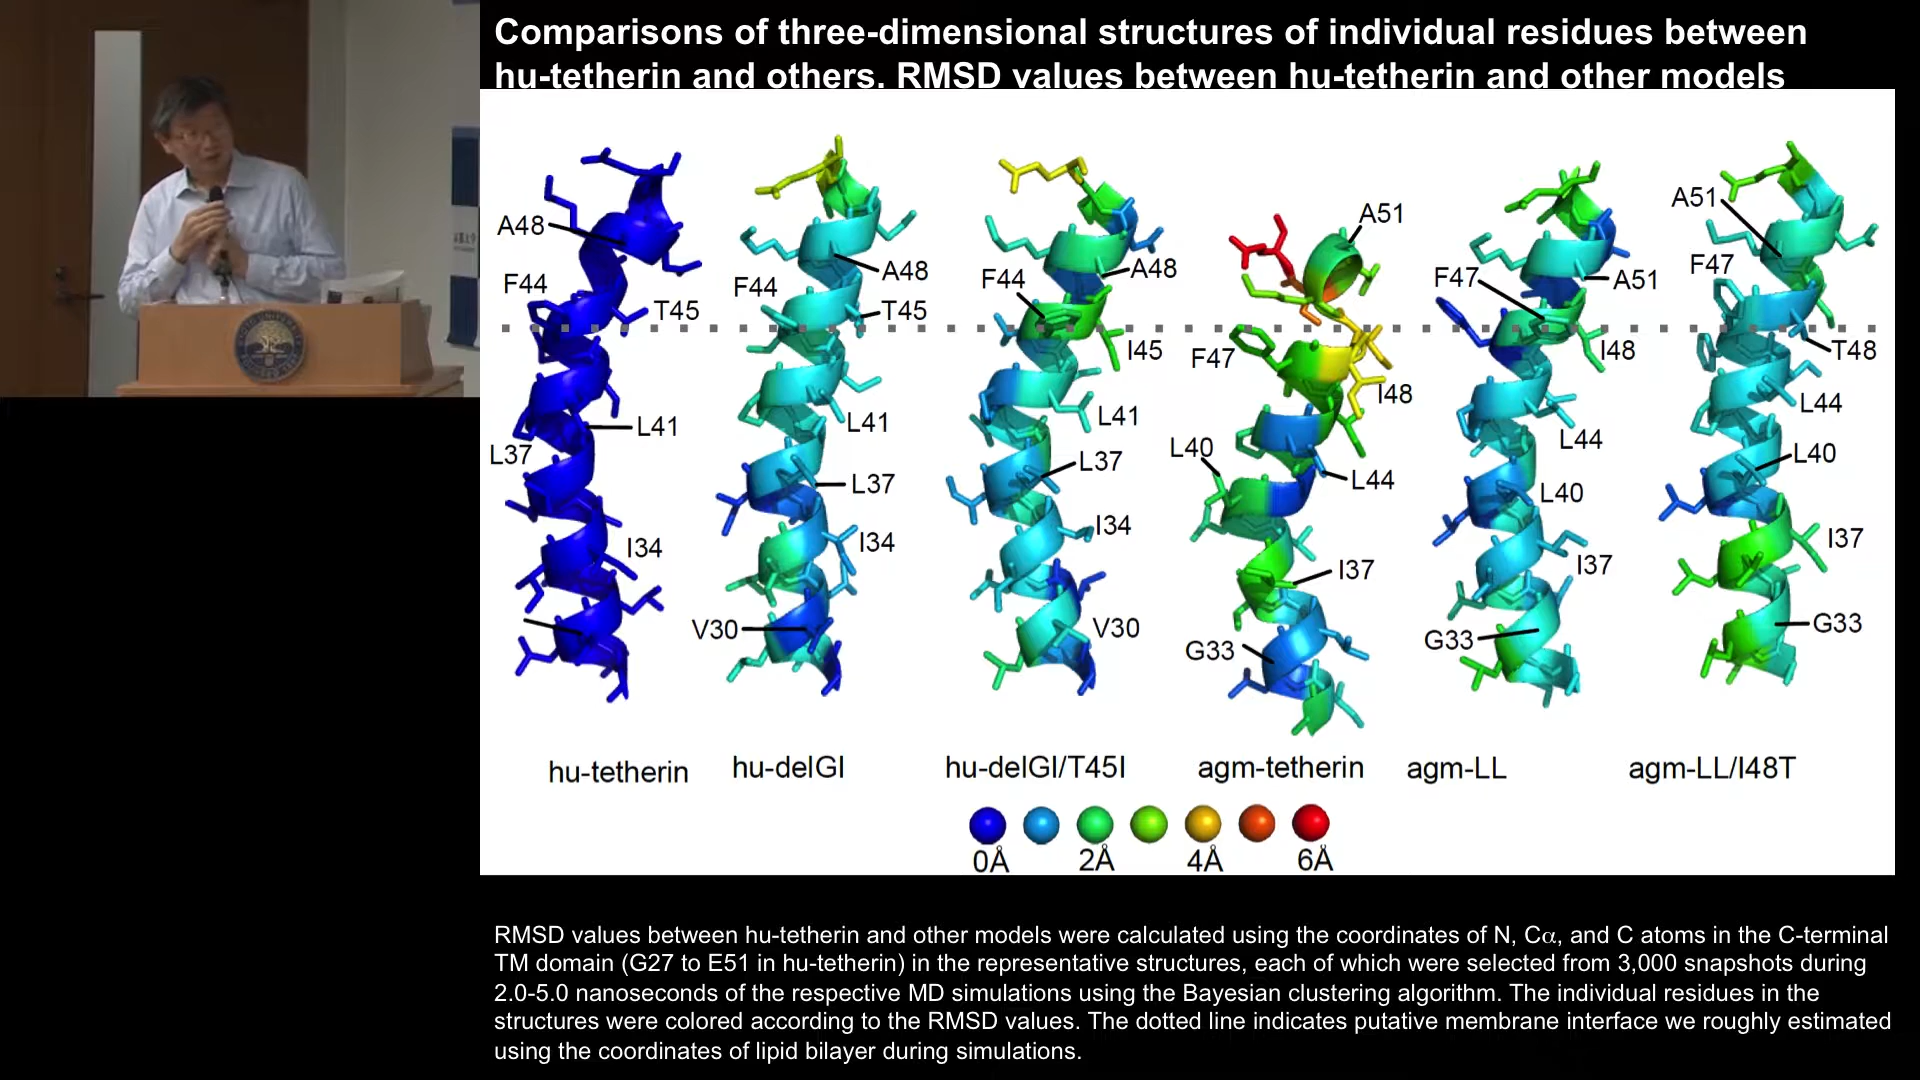 Comparisons of three-dimensional structures of individual residues between
hu-tetherin and others. RMSD values between hu-tetherin and other models
A48
F44
T45
L41
L37
I34
F44
A48
T45
L41
L37
I34
V30
F44
A48
I45
L41
L37
I34
V30
A51
F47
I48
L40
L44
I37
G33
F47
A51
I48
L44
L40
I37
G33
A51
F47
T48
L44
L40
I37
G33
hu-tetherin
hu-delGI
hu-delGI/T45I
agm-tetherin
agm-LL
agm-LL/I48T
0Å
2Å
4Å
6Å
RMSD values between hu-tetherin and other models were calculated using the coordinates of N, Cα, and C atoms in the C-terminal
TM domain (G27 to E51 in hu-tetherin) in the representative structures, each of which were selected from 3,000 snapshots during
2.0-5.0 nanoseconds of the respective MD simulations using the Bayesian clustering algorithm. The individual residues in the
structures were colored according to the RMSD values. The dotted line indicates putative membrane interface we roughly estimated
using the coordinates of lipid bilayer during simulations.